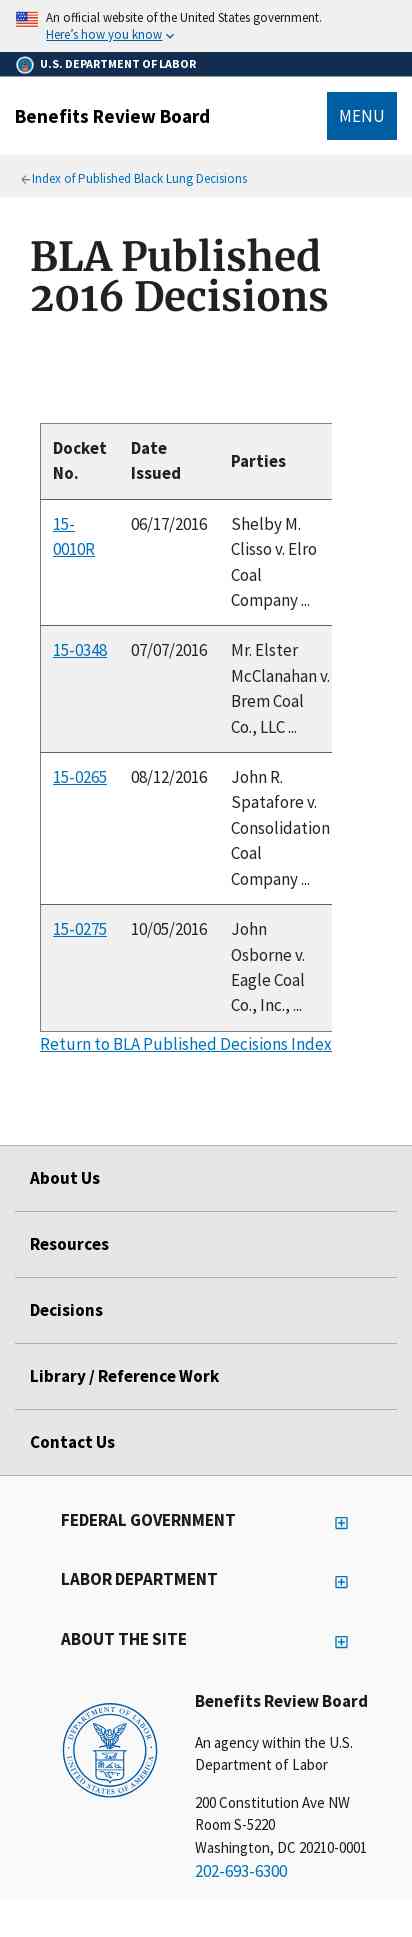 An official website of the United States government.
Here's how you know
U.S. DEPARTMENT OF LABOR
Benefits Review Board
MENU
Index of Published Black Lung Decisions
BLA Published
2016 Decisions
Docket No.
Date Issued
Parties
15-
0010R
06/17/2016
Shelby M.
Clisso v. Elro
Coal
Company ...
15-0348
07/07/2016
Mr. Elster
McClanahan v.
Brem Coal
Co., LLC ...
15-0265
08/12/2016
John R.
Spatafore v.
Consolidation
Coal
Company ...
15-0275
10/05/2016
John
Osborne v.
Eagle Coal
Co., Inc., ...
Return to BLA Published Decisions Index
About Us
Resources
Decisions
Library / Reference Work
Contact Us
FEDERAL GOVERNMENT
LABOR DEPARTMENT
ABOUT THE SITE
DEPARTMENT OF LABOR
UNITED STATES OF AMERICA
Benefits Review Board
An agency within the U.S.
Department of Labor
200 Constitution Ave NW
Room S-5220
Washington, DC 20210-0001
202-693-6300